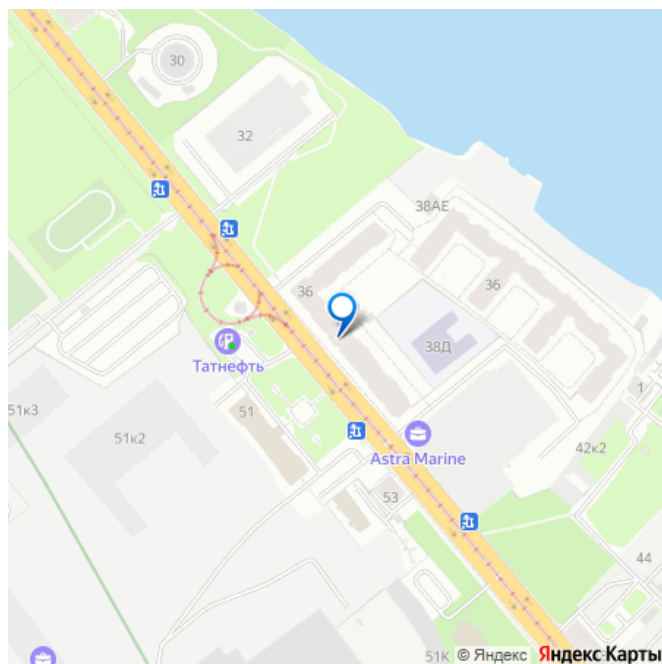 30
32
38АЕ
36
36
38Д
Татнефть
51к3
51
51к2
1
Astra Marine
42к2
53
44
51К
© Яндекс
Яндекс Карты